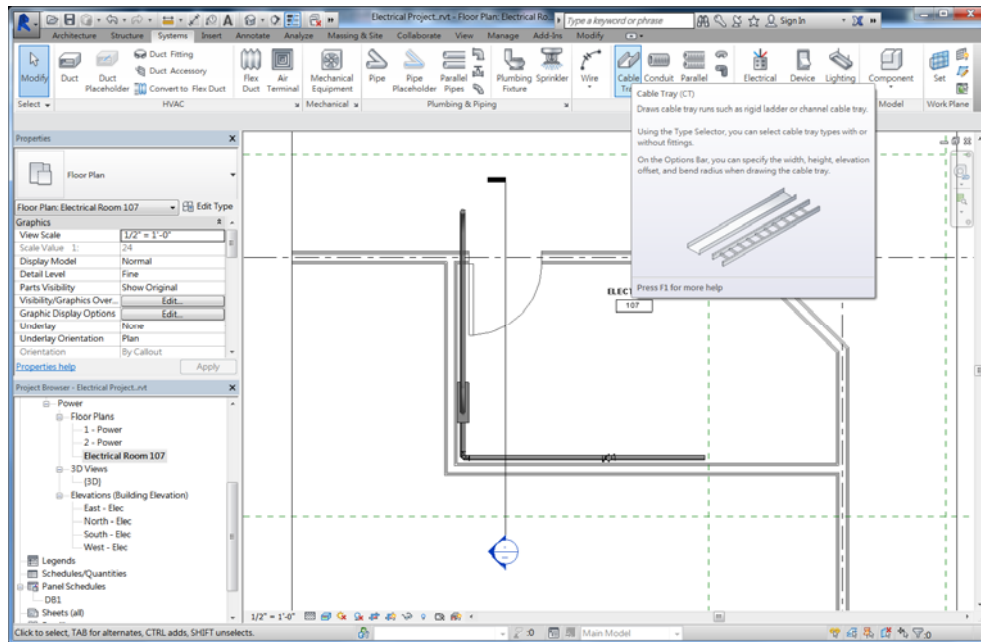 Electrical Project..rvt - Floor Plan: Electrical Ro...
Type a keyword or phrase
Sign In
Architecture Structure Systems Insert Annotate Analyze Massing & Site Collaborate View Manage Add-Ins Modify
Modify
Duct
Duct Placeholder
Duct Fitting
Duct Accessory
Convert to Flex Duct
Flex Duct
Air Terminal
Mechanical Equipment
Pipe
Pipe Placeholder
Parallel Pipes
Plumbing Fixture
Sprinkler
Wire
Cable
Conduit
Parallel
Electrical
Device
Lighting
Component
Set
Select
HVAC
Mechanical
Plumbing & Piping
Model
Work Plane
Cable Tray (CT)
Draws cable tray runs such as rigid ladder or channel cable tray.
Using the Type Selector, you can select cable tray types with or
without fittings.
On the Options Bar, you can specify the width, height, elevation
offset, and bend radius when drawing the cable tray.
Press F1 for more help
Properties
Floor Plan
Floor Plan: Electrical Room 107
Edit Type
Graphics
View Scale 1/2" = 1'-0"
Scale Value 1: 24
Display Model Normal
Detail Level Fine
Parts Visibility Show Original
Visibility/Graphics Over... Edit...
Graphic Display Options Edit...
Underlay None
Underlay Orientation Plan
Orientation By Callout
Properties help
Apply
Project Browser - Electrical Project..rvt
Power
Floor Plans
1 - Power
2 - Power
Electrical Room 107
3D Views
{3D}
Elevations (Building Elevation)
East - Elec
North - Elec
South - Elec
West - Elec
Legends
Schedules/Quantities
Panel Schedules
DB1
Sheets (all)
ELECT
107
1/2" = 1'-0"
Click to select, TAB for alternates, CTRL adds, SHIFT unselects.
:0
Main Model
:0